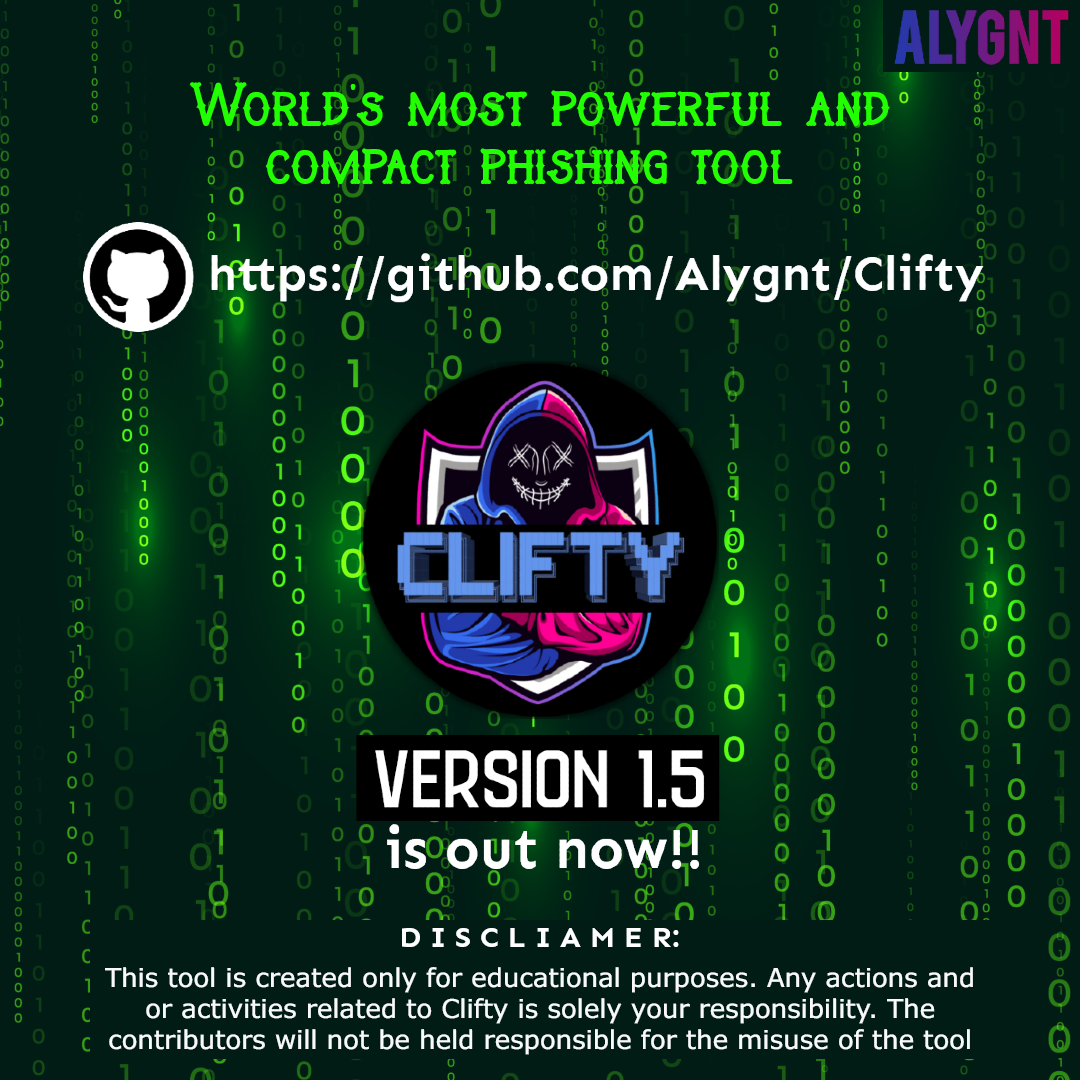 ALYGNT
World's most powerful and
compact phishing tool
https://github.com/Alygnt/Clifty
CLIFTY
VERSION 1.5
is out now!!
DISCLIAMER:
This tool is created only for educational purposes. Any actions and
or activities related to Clifty is solely your responsibility. The
contributors will not be held responsible for the misuse of the tool